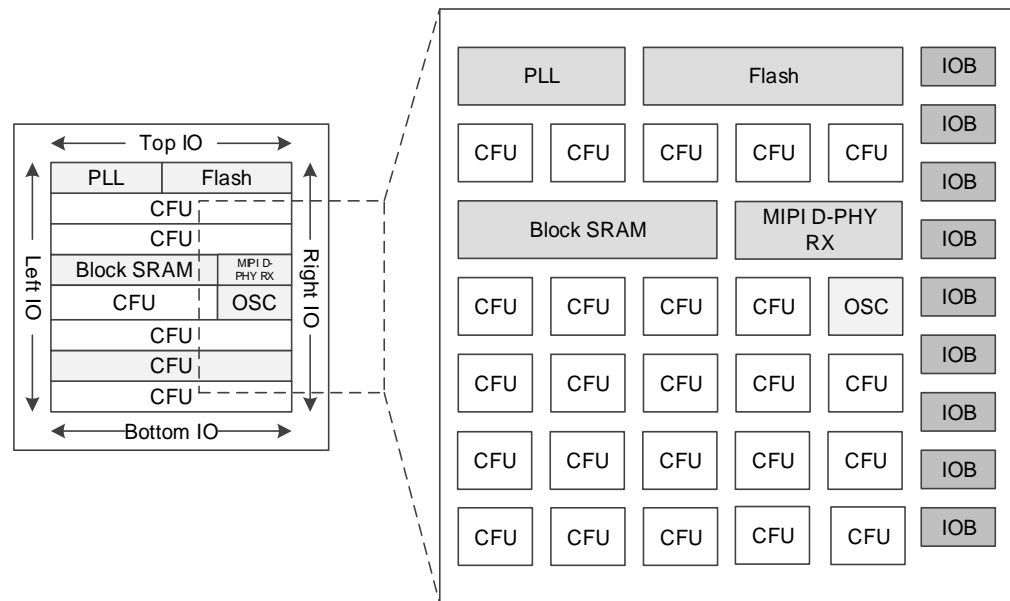 Top IO
PLL Flash
CFU
CFU
Block SRAM MIPI D-
PHY RX
CFU OSC
CFU
CFU
CFU
Left IO
Right IO
Bottom IO
PLL Flash IOB
IOB
CFU CFU CFU CFU CFU
IOB
Block SRAM MIPI D-PHY
RX
IOB
CFU CFU CFU CFU OSC IOB
IOB
CFU CFU CFU CFU CFU
IOB
CFU CFU CFU CFU CFU IOB
CFU CFU CFU CFU CFU IOB